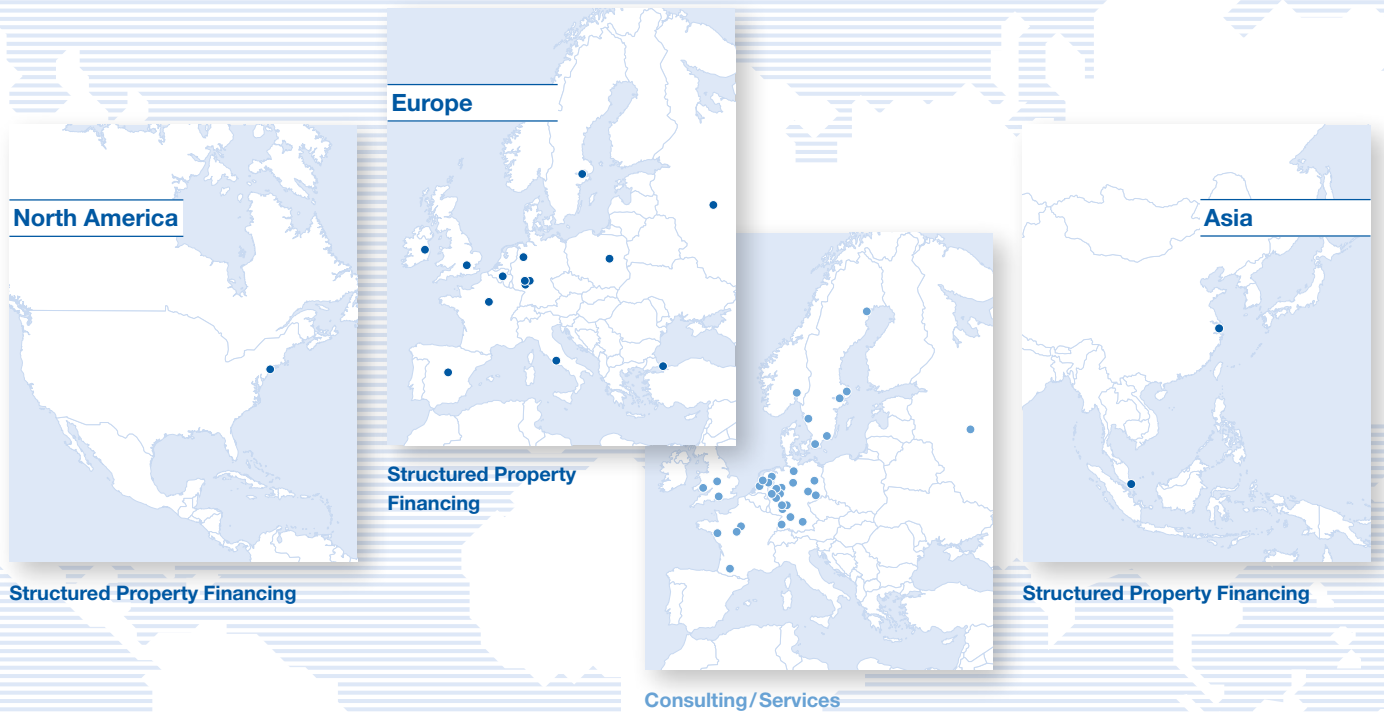 Europe
North America
Asia
Structured Property
Financing
Structured Property Financing
Structured Property Financing
Consulting/Services